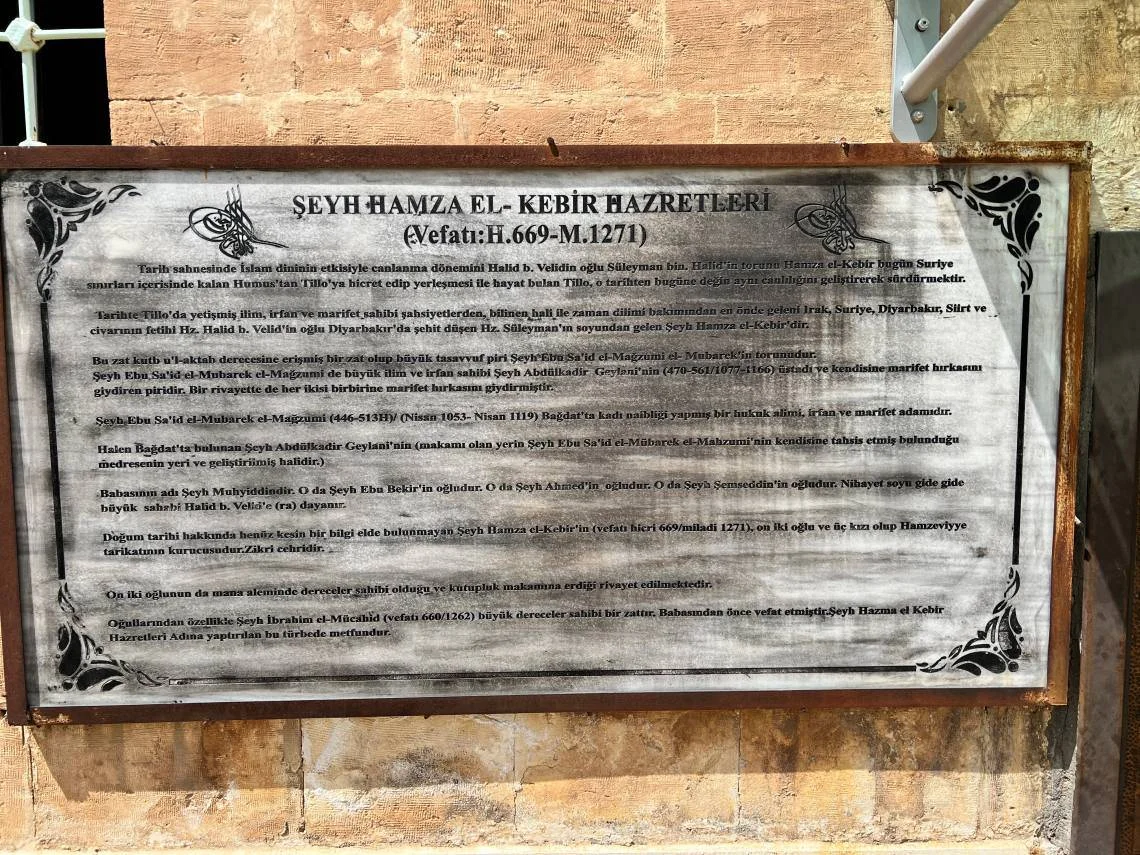 ŞEYH HAMZA EL- KEBİR HAZRETLERİ
(Vefatı:H.669-M.1271)
Tarih sahnesinde İslam dininin etkisiyle canlanma dönemini Halid b. Velidin oğlu Süleyman bin. Halid'in torunu Hamza el-Kebir bugün Suriye
sınırları içerisinde kalan Humus'tan Tillo'ya hicret edip yerleşmesi ile hayat bulan Tillo, o tarihten bugüne değin aynı canlılığını geliştirerek sürdürmektir.
Tarihte Tillo'da yetişmiş ilim, irfan ve marifet sahibi şahsiyetlerden, bilinen hali ile zaman dilimi bakımından en önde geleni Irak, Suriye, Diyarbakır, Siirt ve
civarının fetihi Hz. Halid b. Velid'in oğlu Diyarbakır'da şehit düşen Hz. Süleyman'ın soyundan gelen Şeyh Hamza el-Kebir'dir.
Bu zat kutb u'l-aktab derecesine erişmiş bir zat olup büyük tasavvuf piri Şeyh Ebu Sa'id el-Mağzumi el- Mubarek'in torunudur.
Şeyh Ebu Sa'id el-Mubarek el-Mağzumi de büyük ilim ve irfan sahibi Şeyh Abdülkadir Geylani'nin (470-561/1077-1166) üstadı ve kendisine marifet hırkasını
giydiren piridir. Bir rivayette de her ikisi birbirine marifet hırkasını giydirmiştir.
Şeyh Ebu Sa'id el-Mubarek el-Mağzumi (446-513H)/ (Nisan 1053- Nisan 1119) Bağdat'ta kadı naibliği yapmış bir hukuk alimi, irfan ve marifet adamıdır.
Halen Bağdat'ta bulunan Şeyh Abdülkadir Geylani'nin (makamı olan yerin Şeyh Ebu Sa'id el-Mübarek el-Mahzumi'nin kendisine tahsis etmiş bulunduğu
medresenin yeri ve geliştirilmiş halidir.)
Babasının adı Şeyh Muhyiddindir. O da Şeyh Ebu Bekir'in oğludur. O da Şeyh Ahmed'in oğludur. O da Şeyh Şemseddin'in oğludur. Nihayet soyu gide gide
büyük sahabi Halid b. Velid'e (ra) dayanır.
Doğum tarihi hakkında henüz kesin bir bilgi elde bulunmayan Şeyh Hamza el-Kebir'in (vefatı hicri 669/miladi 1271), on iki oğlu ve üç kızı olup Hamzeviyye
tarikatının kurucusudur.Zikri cehridir.
On iki oğlunun da mana aleminde dereceler sahibi olduğu ve kutupluk makamına erdiği rivayet edilmektedir.
Oğullarından özellikle Şeyh İbrahim el-Mücahid (vefatı 660/1262) büyük dereceler sahibi bir zattır. Babasından önce vefat etmiştir.Şeyh Hazma el Kebir
Hazretleri Adına yaptırılan bu türbede metfundur.